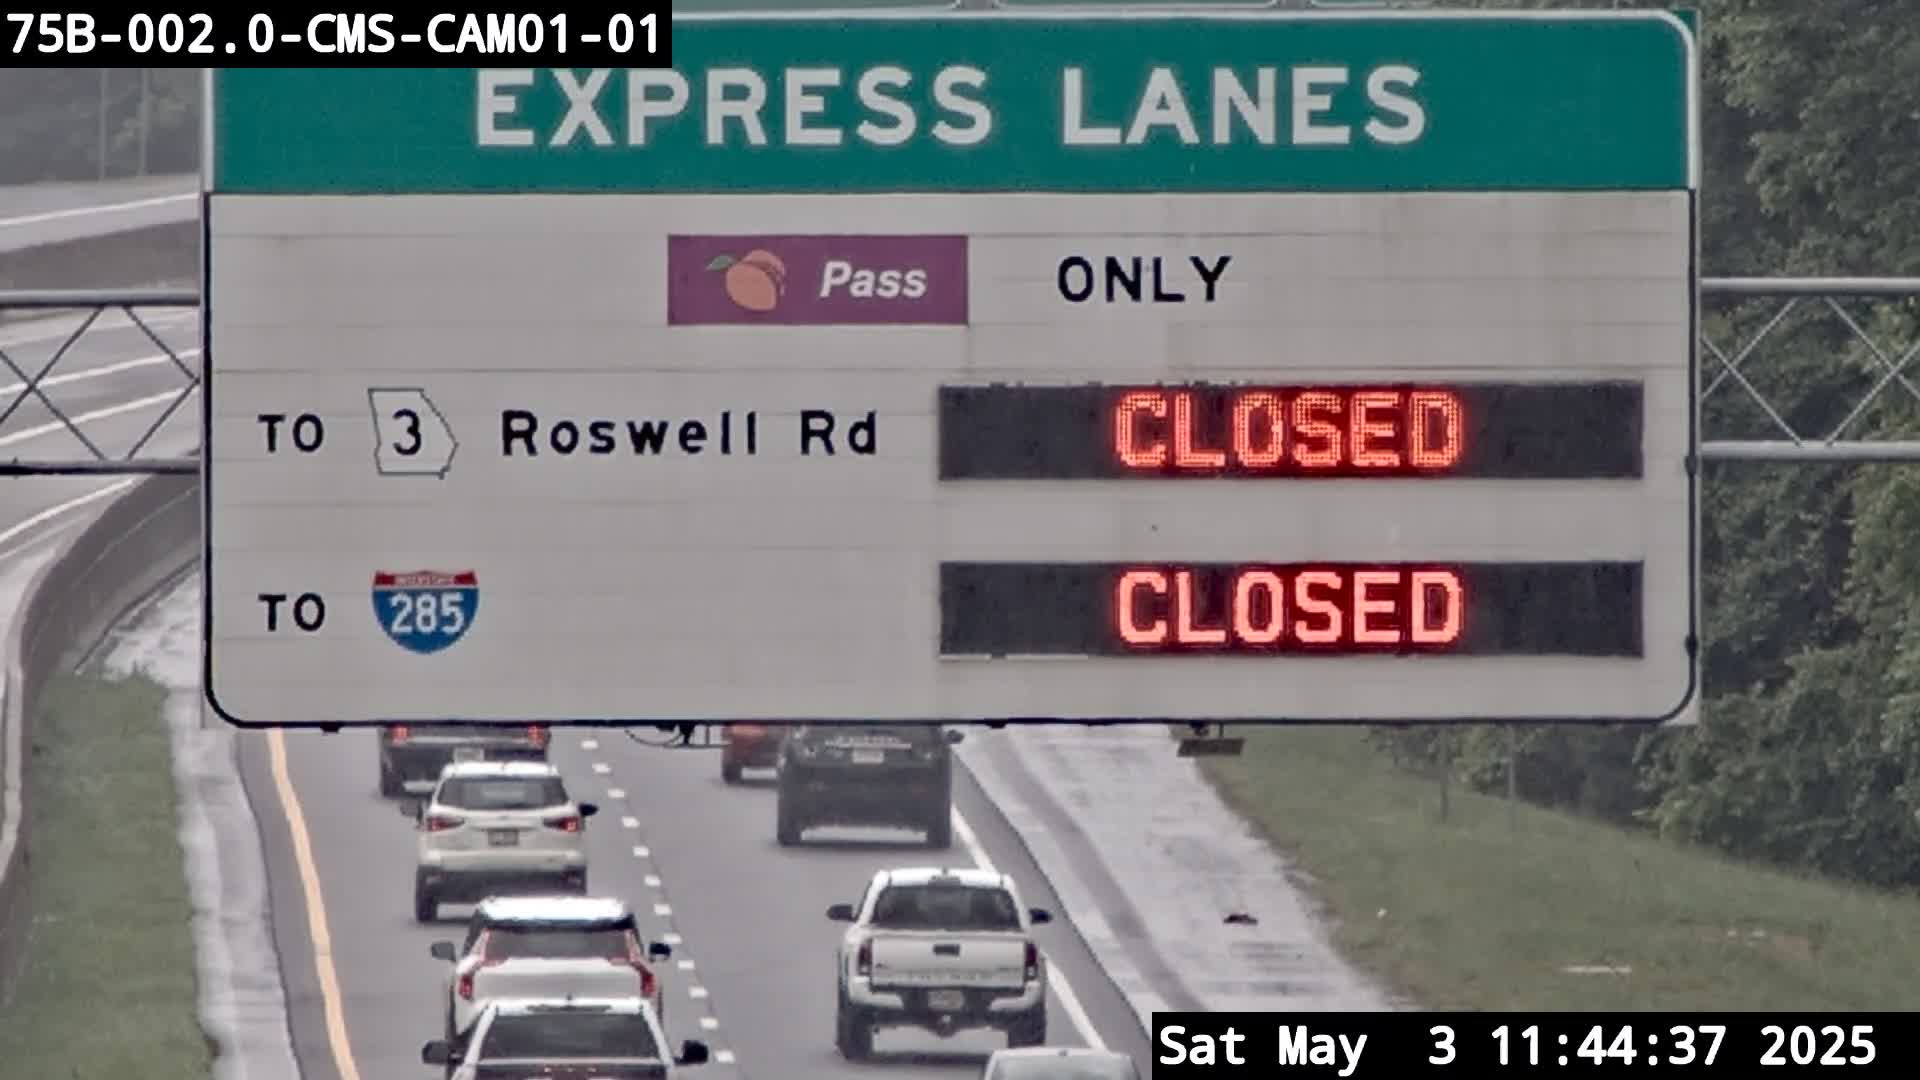 75B-002.0-CMS-CAM01-01
EXPRESS LANES
Pass ONLY
TO 3 Roswell Rd CLOSED
TO INTERSTATE 285 CLOSED
Sat May 3 11:44:37 2025